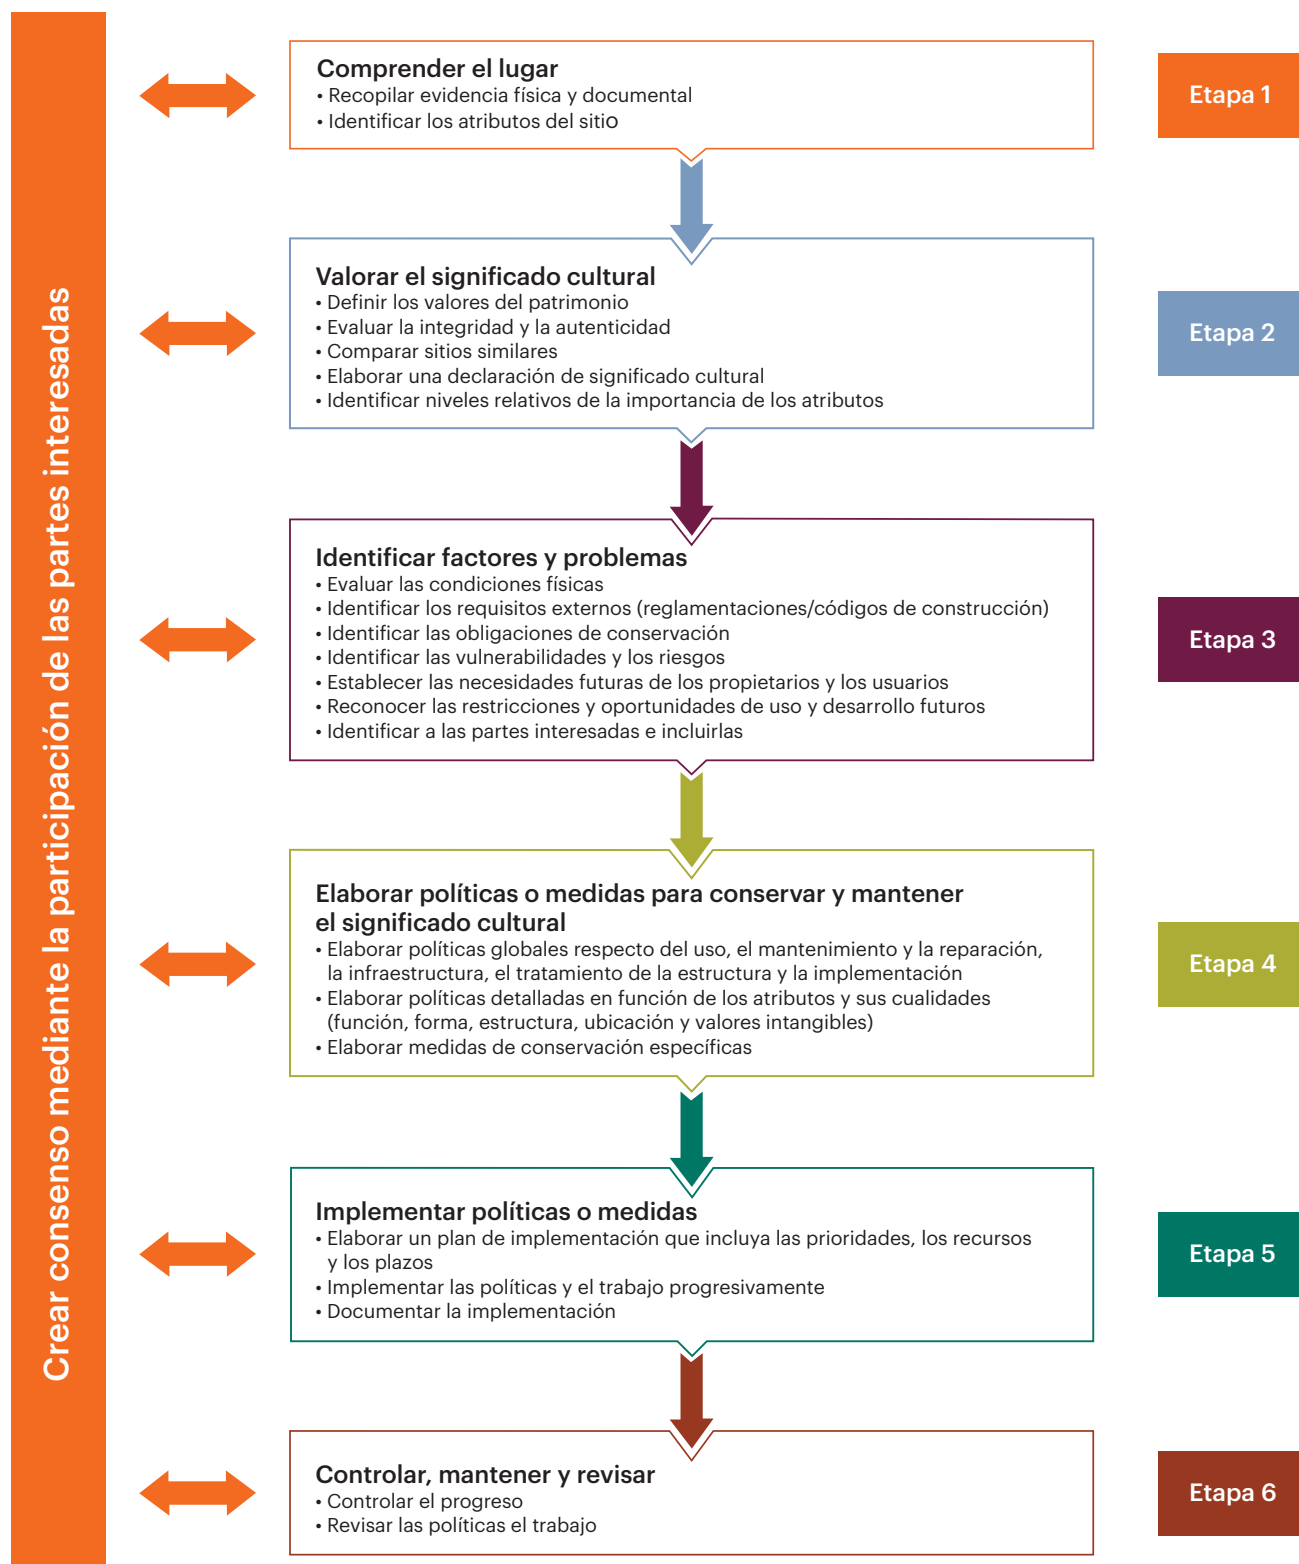 Crear consenso mediante la participación de las partes interesadas
Comprender el lugar
• Recopilar evidencia física y documental
• Identificar los atributos del sitio
Etapa 1
Valorar el significado cultural
• Definir los valores del patrimonio
• Evaluar la integridad y la autenticidad
• Comparar sitios similares
• Elaborar una declaración de significado cultural
• Identificar niveles relativos de la importancia de los atributos
Etapa 2
Identificar factores y problemas
• Evaluar las condiciones físicas
• Identificar los requisitos externos (reglamentaciones/códigos de construcción)
• Identificar las obligaciones de conservación
• Identificar las vulnerabilidades y los riesgos
• Establecer las necesidades futuras de los propietarios y los usuarios
• Reconocer las restricciones y oportunidades de uso y desarrollo futuros
• Identificar a las partes interesadas e incluirlas
Etapa 3
Elaborar políticas o medidas para conservar y mantener
el significado cultural
• Elaborar políticas globales respecto del uso, el mantenimiento y la reparación,
la infraestructura, el tratamiento de la estructura y la implementación
• Elaborar políticas detalladas en función de los atributos y sus cualidades
(función, forma, estructura, ubicación y valores intangibles)
• Elaborar medidas de conservación específicas
Etapa 4
Implementar políticas o medidas
• Elaborar un plan de implementación que incluya las prioridades, los recursos
y los plazos
• Implementar las políticas y el trabajo progresivamente
• Documentar la implementación
Etapa 5
Controlar, mantener y revisar
• Controlar el progreso
• Revisar las políticas el trabajo
Etapa 6